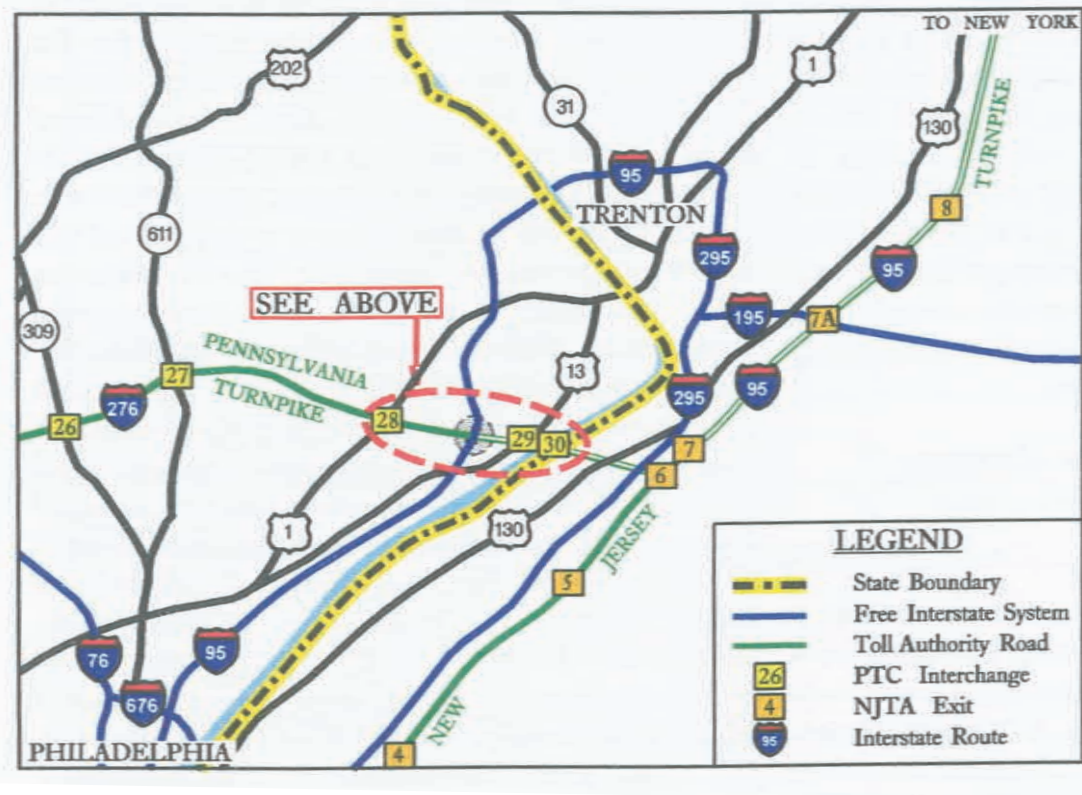 TO NEW YORK
202
1
31
130
TURNPIKE
95
8
TRENTON
611
295
95
SEE ABOVE
195
7A
309
PENNSYLVANIA
TURNPIKE
13
27
276
95
295
26
28
29
30
7
6
1
130
JERSEY
5
NEW
4
76
95
676
PHILADELPHIA
LEGEND
State Boundary
Free Interstate System
Toll Authority Road
26 PTC Interchange
4 NJTA Exit
95 Interstate Route